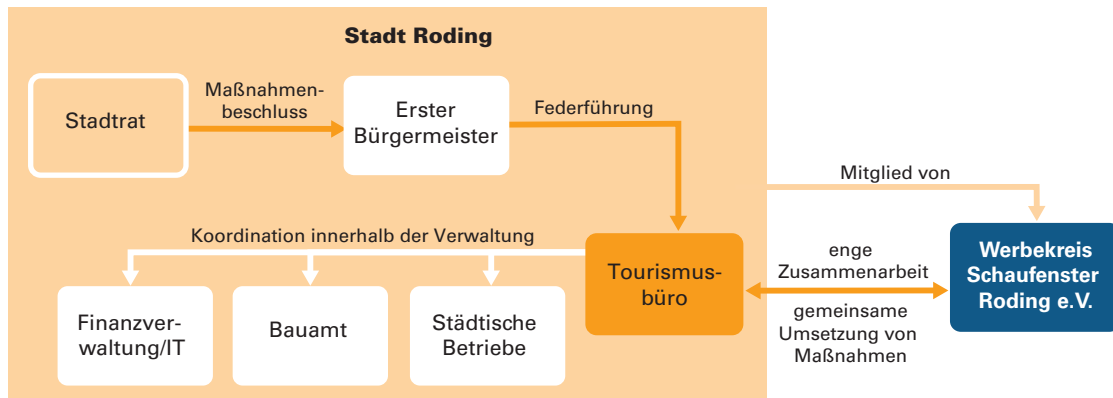 Stadt Roding
Stadtrat
Maßnahmen-
beschluss
Erster
Bürgermeister
Federführung
Mitglied von
Koordination innerhalb der Verwaltung
Tourismus-
büro
enge
Zusammenarbeit
gemeinsame
Umsetzung von
Maßnahmen
Werbekreis
Schaufenster
Roding e.V.
Finanzver-
waltung/IT
Bauamt
Städtische
Betriebe